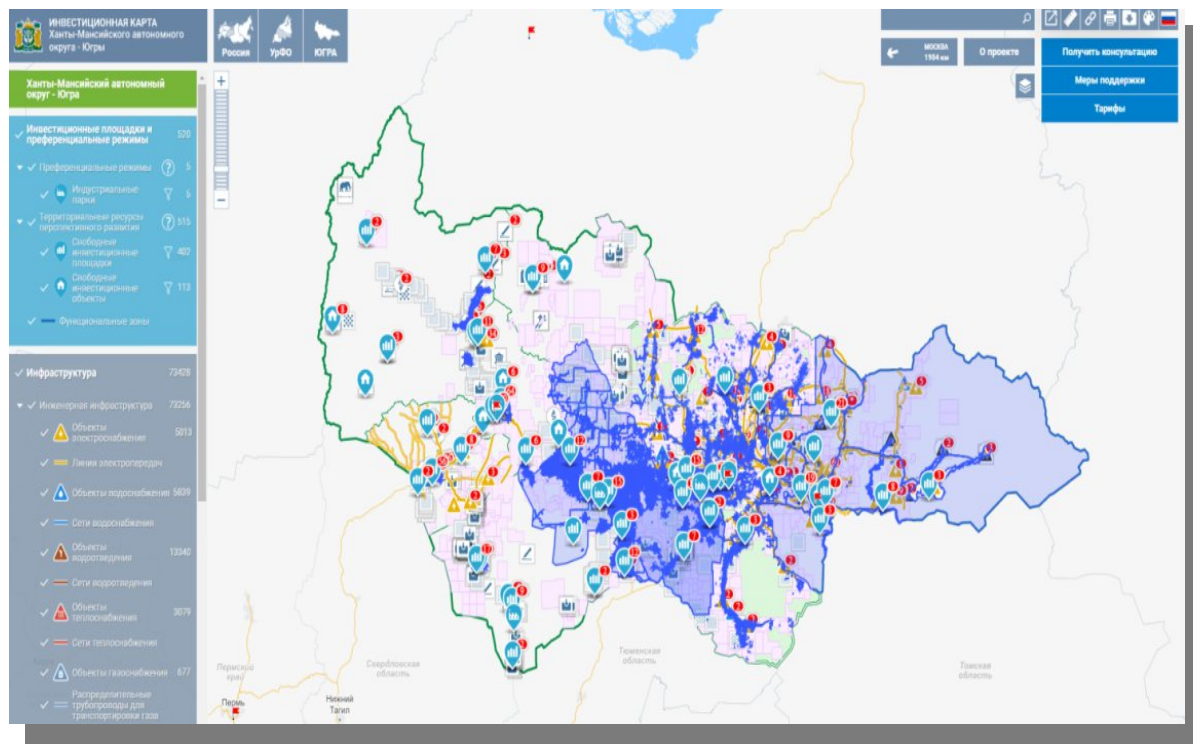 ИНВЕСТИЦИОННАЯ КАРТА
Ханты-Мансийского автономного
округа - Югры
Россия
УрФО
ЮГРА
МОСКВА
1904 км
О проекте
Получить консультацию
Меры поддержки
Тарифы
Ханты-Мансийский автономный
округ - Югра
Инвестиционные площадки и
преференциальные режимы 520
Преференциальные режимы ? 5
Индустриальные
парки 5
Территориальные ресурсы
перспективного развития ? 515
Свободные
инвестиционные
площадки 402
Свободные
инвестиционные
объекты 113
Функциональные зоны
Инфраструктура 73428
Инженерная инфраструктура 73256
Объекты
электроснабжения 5013
Линии электропередач
Объекты водоснабжения 5809
Сети водоснабжения
Объекты
водоотведения 13340
Сети водоотведения
Объекты
теплоснабжения 3079
Сети теплоснабжения
Объекты газоснабжения 677
Распределительные
трубопроводы для
транспортировки газа
Пермский
край
Свердловская
область
Тюменская
область
Томская
область
Пермь
Нижний
Тагил